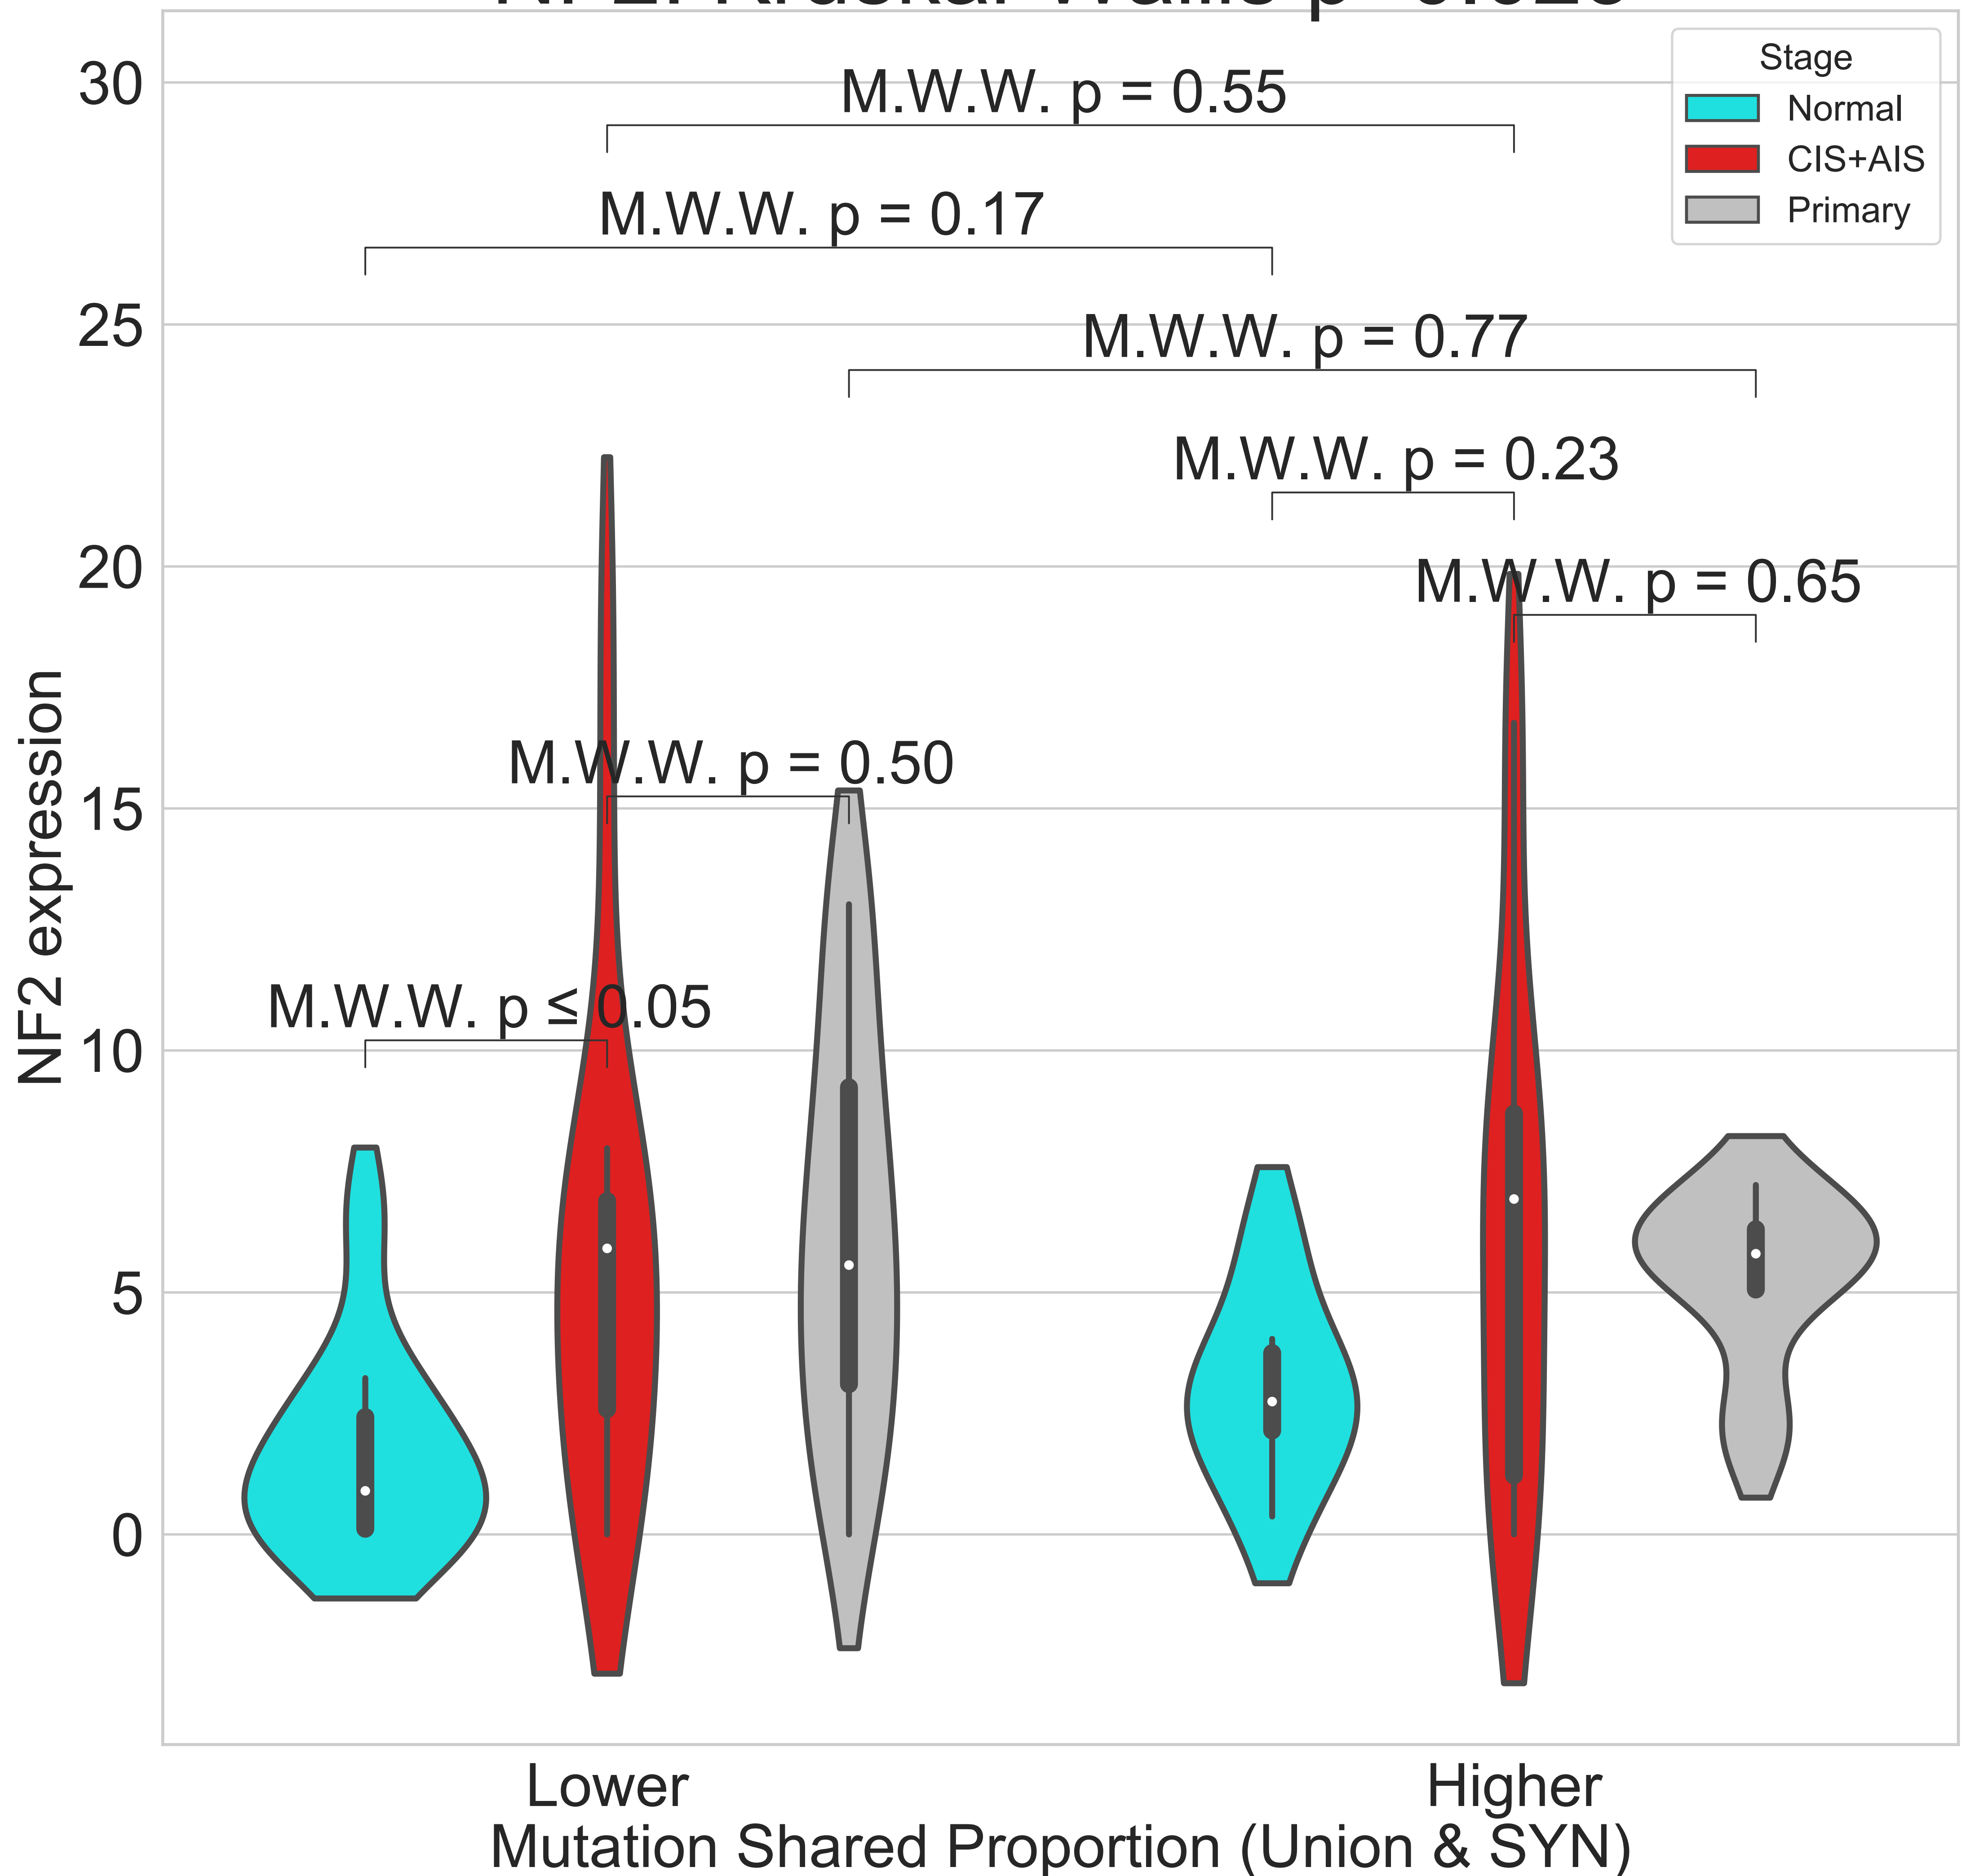 Stage
Normal
CIS+AIS
Primary
30
25
20
15
10
5
0
NF2 expression
M.W.W. p = 0.55
M.W.W. p = 0.17
M.W.W. p = 0.77
M.W.W. p = 0.23
M.W.W. p = 0.65
M.W.W. p = 0.50
M.W.W. p ≤ 0.05
Lower
Higher
Mutation Shared Proportion (Union & SYN)